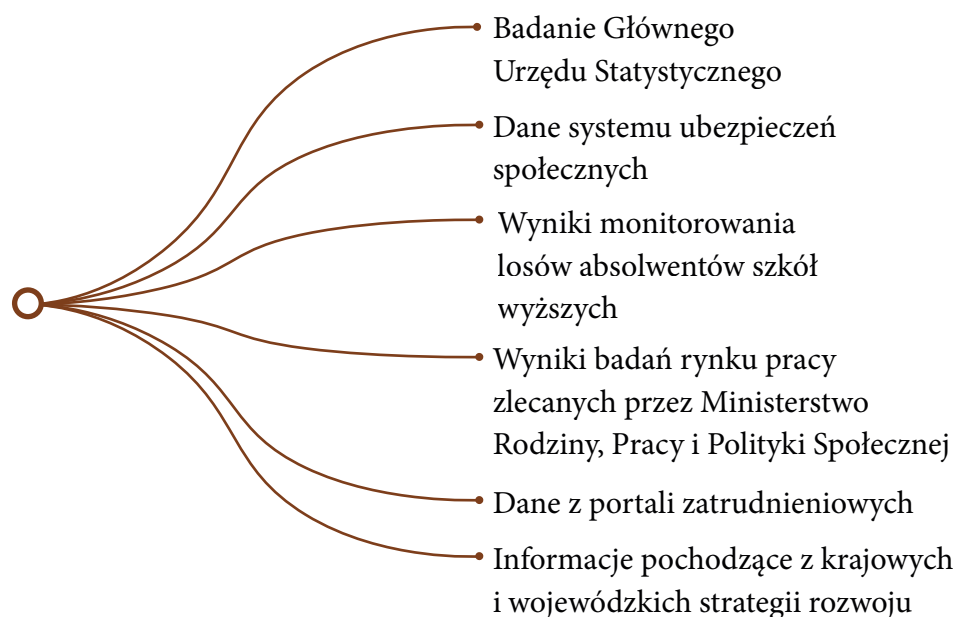 Badanie Głównego
Urzędu Statystycznego
Dane systemu ubezpieczeń
społecznych
Wyniki monitorowania
losów absolwentów szkół
wyższych
Wyniki badań rynku pracy
zlecanych przez Ministerstwo
Rodziny, Pracy i Polityki Społecznej
Dane z portali zatrudnieniowych
Informacje pochodzące z krajowych
i wojewódzkich strategii rozwoju